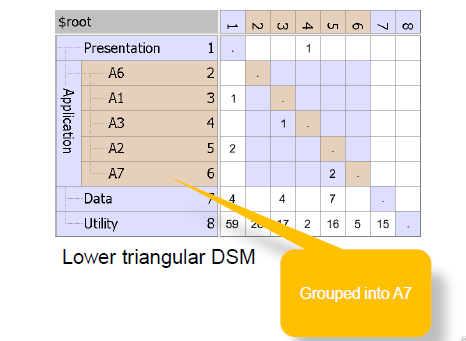 $root 1 2 3 4 5 6 7 8
Presentation 1 . 1
Application
A6 2 .
A1 3 1 .
A3 4 1 .
A2 5 2 .
A7 6 2 .
Data 4 4 7 .
Utility 8 59 2 16 5 15 .
Lower triangular DSM
Grouped into A7